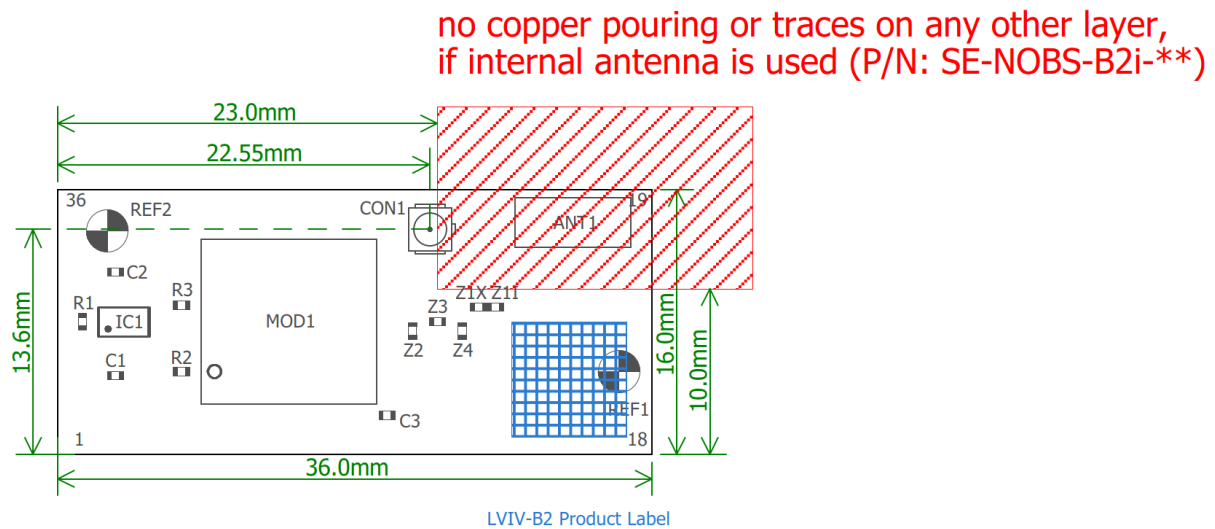 no copper pouring or traces on any other layer,
if internal antenna is used (P/N: SE-NOBS-B2i-**)
23.0mm
22.55mm
36
REF2
CON1
ANT1
19
C2
R3
R1
IC1
MOD1
Z1X Z1I
Z3
Z2
Z4
13.6mm
16.0mm
10.0mm
C1
R2
C3
REF1
1
18
36.0mm
LVIV-B2 Product Label